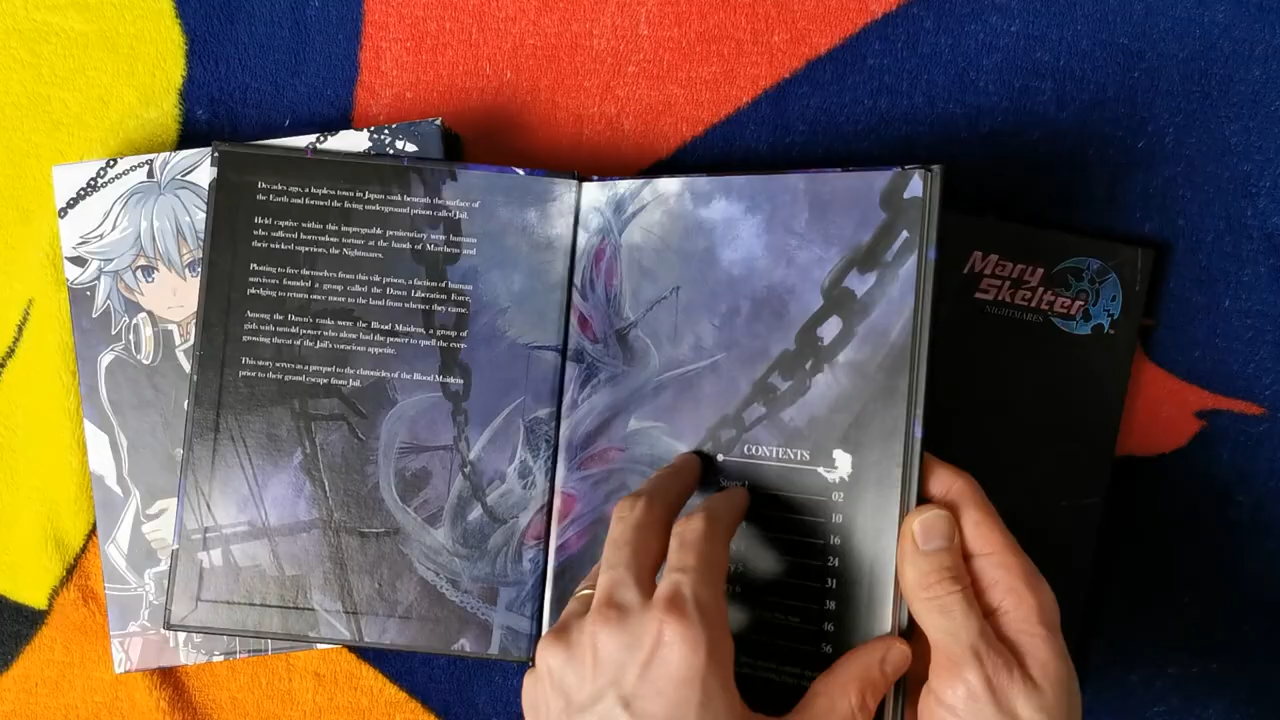 Decades ago, a hapless town in Japan sank beneath the surface of
the Earth and formed the living underground prison called Jail.
Held captive within this impregnable penitentiary were humans
who suffered horrendous torture at the hands of Marchens and
their wicked superiors, the Nightmares.
Plotting to free themselves from this vile prison, a faction of human
survivors founded a group called the Dawn Liberation Force,
pledging to return once more to the land from whence they came.
Among the Dawn's ranks were the Blood Maidens, a group of
girls with untold power who alone had the power to quell the ever-
growing threat of the Jail's voracious appetite.
This story serves as a prequel to the chronicles of the Blood Maidens
prior to their grand escape from Jail.
CONTENTS
Story 1 02
10
16
24
5 31
6 38
46
56
Mary
Skelter
NIGHTMARES